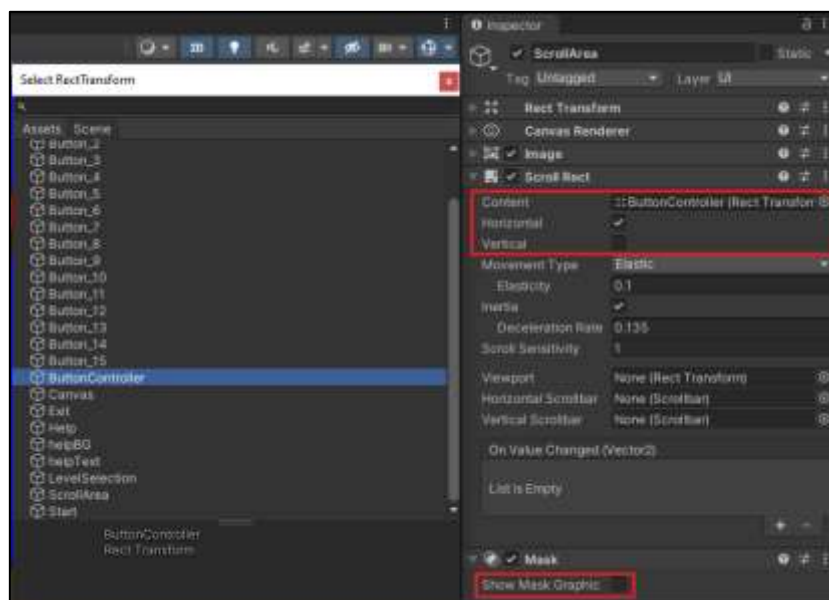 Select RectTransform
Assets Scene
Button_2
Button_3
Button_4
Button_5
Button_6
Button_7
Button_8
Button_9
Button_10
Button_11
Button_12
Button_13
Button_14
Button_15
ButtonController
Canvas
Exit
Help
helpBG
helpText
LevelSelection
ScrollArea
Start
ButtonController
Rect Transform
Inspector
ScrollArea Static
Tag Untagged Layer UI
Rect Transform
Canvas Renderer
Image
Scroll Rect
Content ButtonController (Rect Transfor
Horizontal
Vertical
Movement Type Elastic
Elasticity 0.1
Inertia
Deceleration Rate 0.135
Scroll Sensitivity 1
Viewport None (Rect Transform)
Horizontal Scrollbar None (Scrollbar)
Vertical Scrollbar None (Scrollbar)
On Value Changed (Vector2)
List is Empty
Mask
Show Mask Graphic